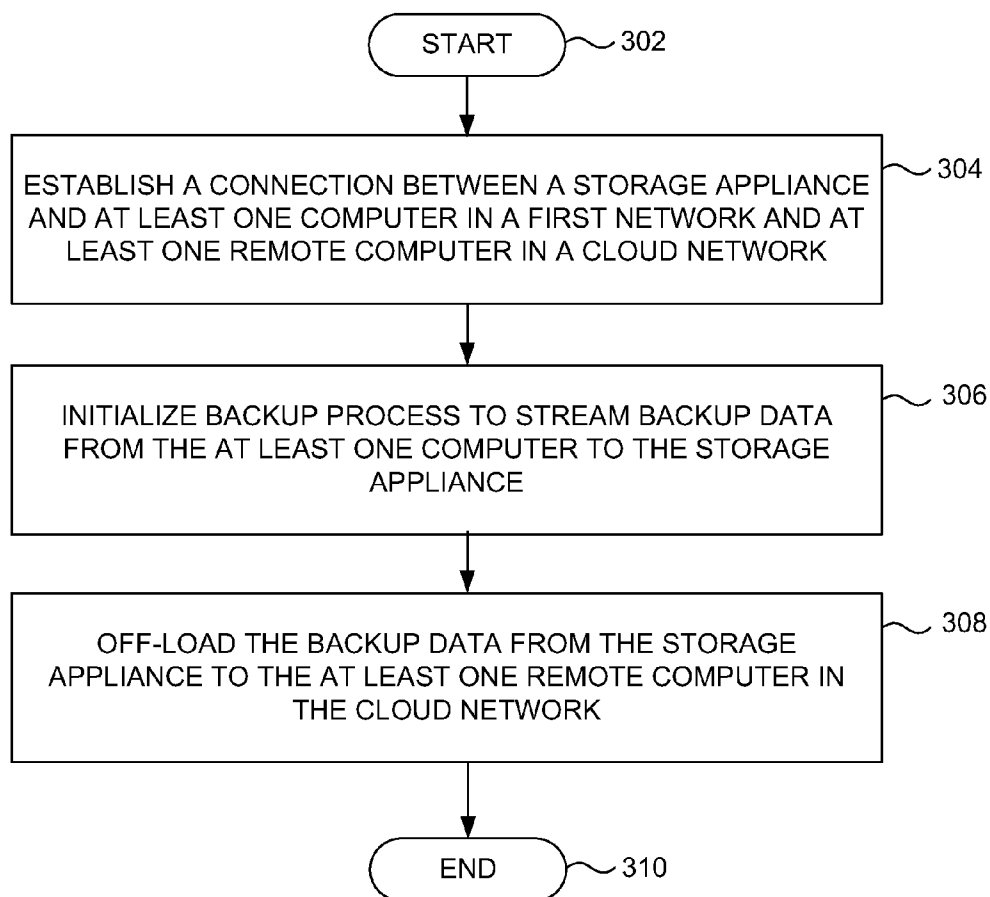 START
302
ESTABLISH A CONNECTION BETWEEN A STORAGE APPLIANCE
AND AT LEAST ONE COMPUTER IN A FIRST NETWORK AND AT
LEAST ONE REMOTE COMPUTER IN A CLOUD NETWORK
304
INITIALIZE BACKUP PROCESS TO STREAM BACKUP DATA
FROM THE AT LEAST ONE COMPUTER TO THE STORAGE
APPLIANCE
306
OFF-LOAD THE BACKUP DATA FROM THE STORAGE
APPLIANCE TO THE AT LEAST ONE REMOTE COMPUTER IN
THE CLOUD NETWORK
308
END
310